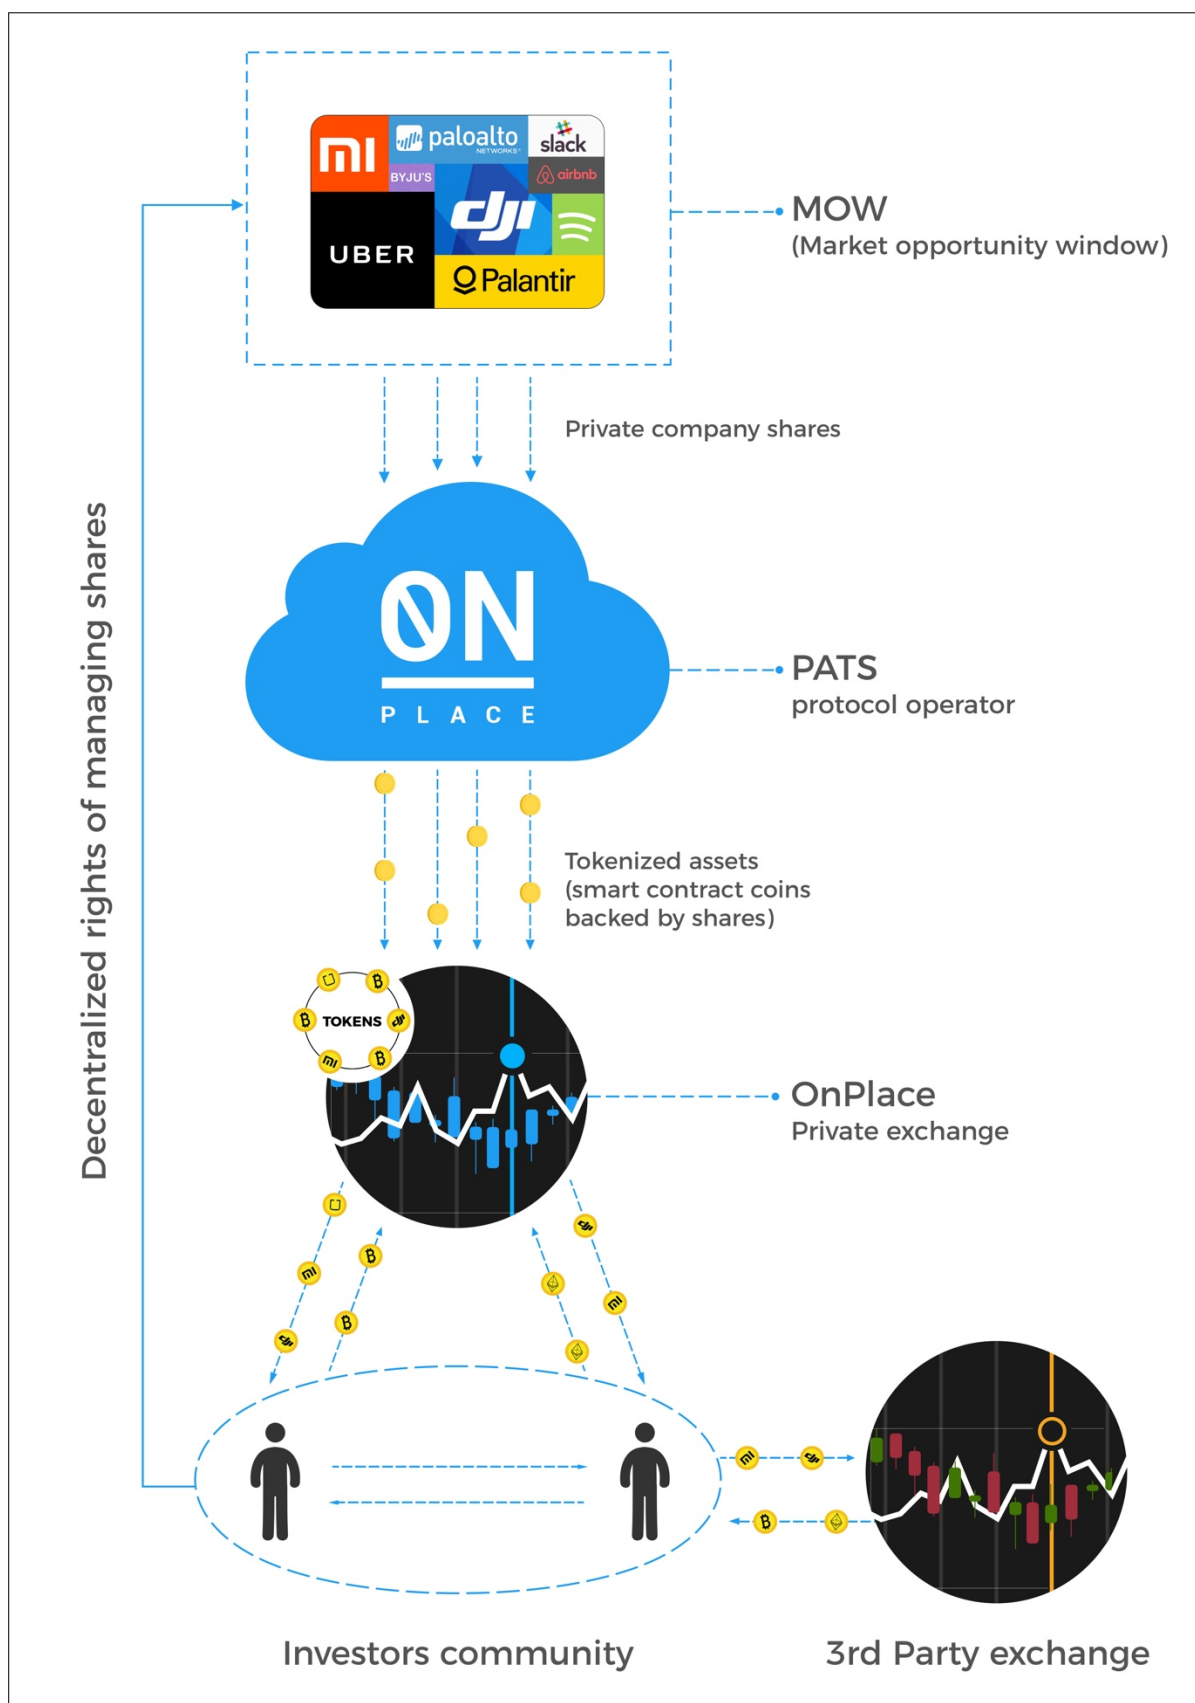 mi
paloalto
NETWORKS
slack
BYJU'S
airbnb
dji
UBER
Palantir
MOW
(Market opportunity window)
Private company shares
Decentralized rights of managing shares
0N
PLACE
PATS
protocol operator
Tokenized assets
(smart contract coins
backed by shares)
TOKENS
OnPlace
Private exchange
Investors community
3rd Party exchange